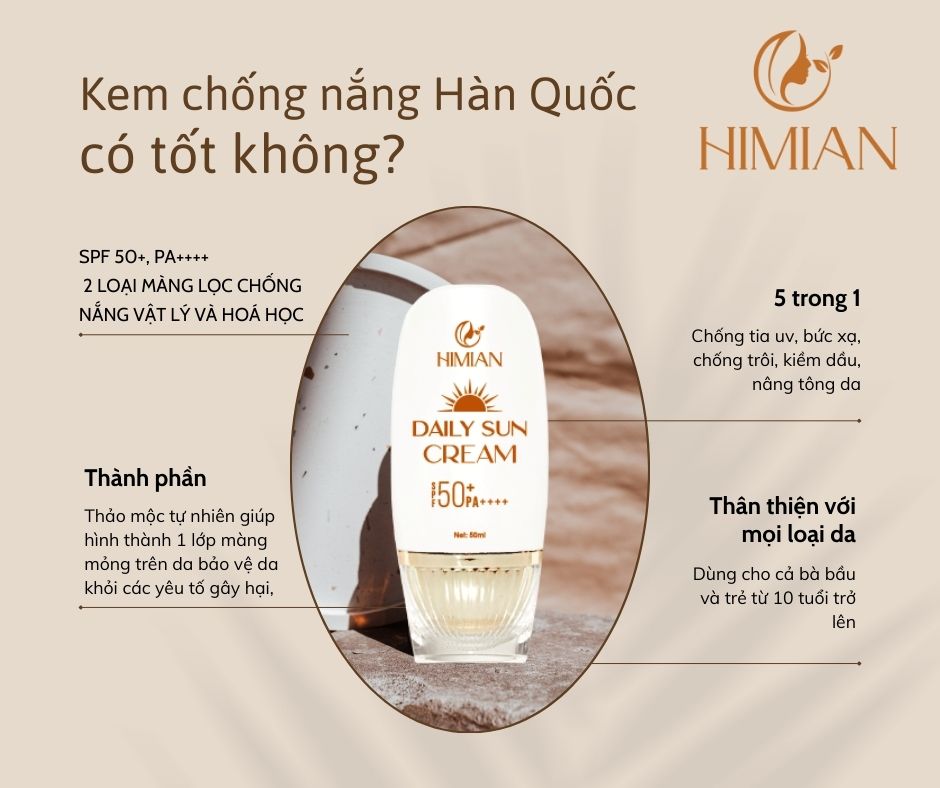 Kem chống nắng Hàn Quốc
có tốt không?
HIMIAN
SPF 50+, PA++++
2 LOẠI MÀNG LỌC CHỐNG
NẮNG VẬT LÝ VÀ HOÁ HỌC
5 trong 1
Chống tia uv, bức xạ,
chống trôi, kiềm dầu,
nâng tông da
HIMIAN
DAILY SUN
CREAM
SPF 50+ PA++++
Net: 50ml
Thành phần
Thảo mộc tự nhiên giúp
hình thành 1 lớp màng
mỏng trên da bảo vệ da
khỏi các yêu tố gây hại,
Thân thiện với
mọi loại da
Dùng cho cả bà bầu
và trẻ từ 10 tuổi trở
lên